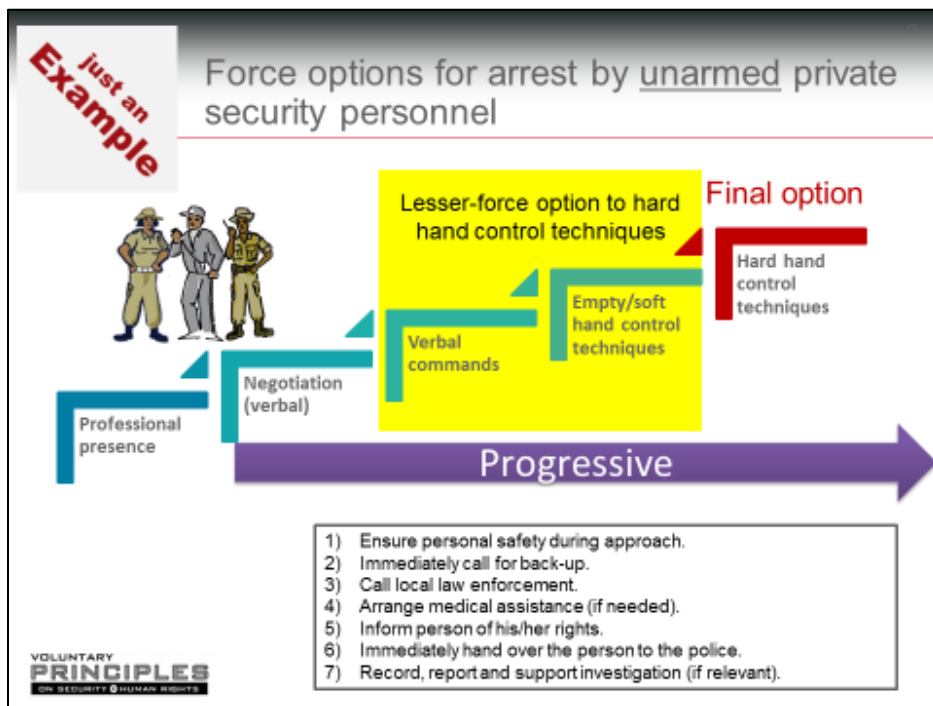 just an
Example
Force options for arrest by unarmed private
security personnel
Lesser-force option to hard
hand control techniques
Final option
Hard hand
control
techniques
Empty/soft
hand control
techniques
Verbal
commands
Negotiation
(verbal)
Professional
presence
Progressive
1) Ensure personal safety during approach.
2) Immediately call for back-up.
3) Call local law enforcement.
4) Arrange medical assistance (if needed).
5) Inform person of his/her rights.
6) Immediately hand over the person to the police.
7) Record, report and support investigation (if relevant).
VOLUNTARY
PRINCIPLES
ON SECURITY HUMAN RIGHTS